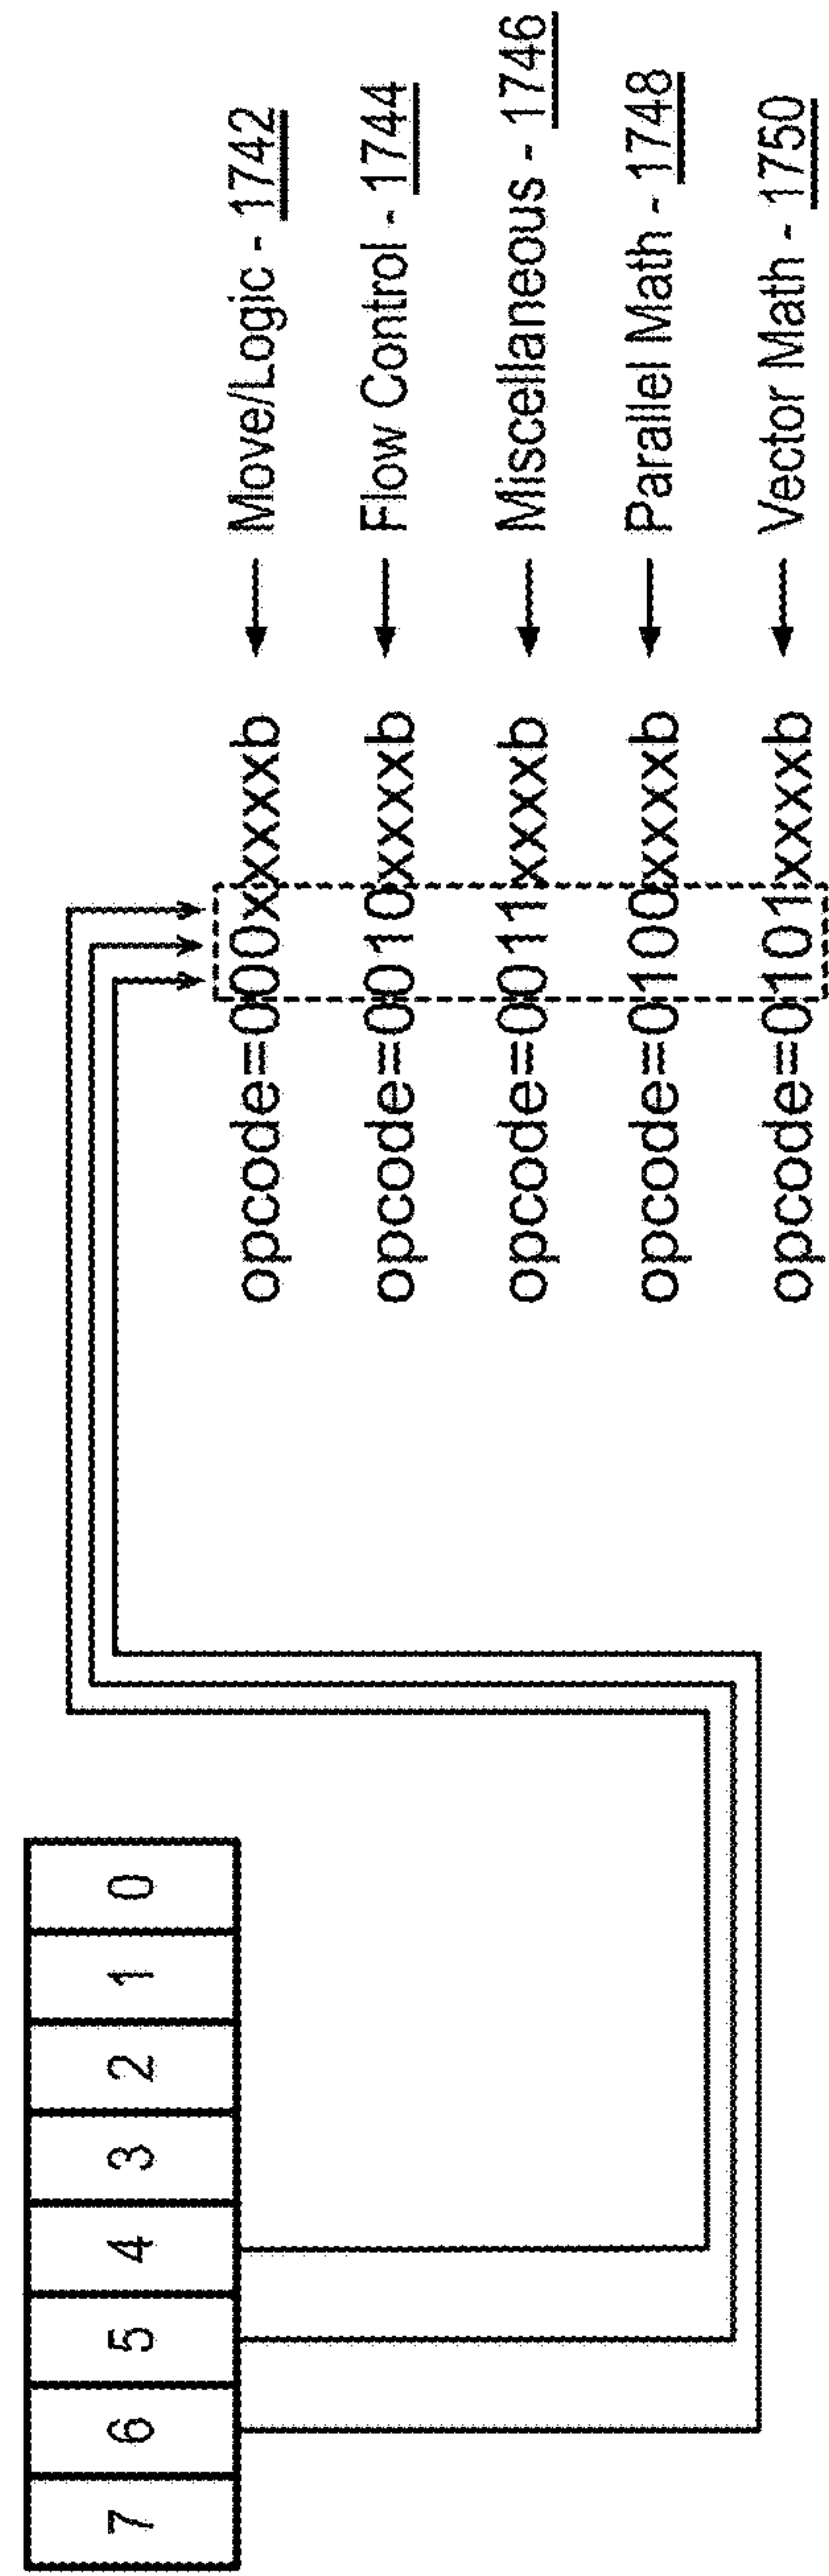 7 6 5 4 3 2 1 0
opcode=000xxxxxb ← Move/Logic - 1742
opcode=0010xxxxb ← Flow Control - 1744
opcode=0011xxxxb ← Miscellaneous - 1746
opcode=0100xxxxb ← Parallel Math - 1748
opcode=0101xxxxb ← Vector Math - 1750